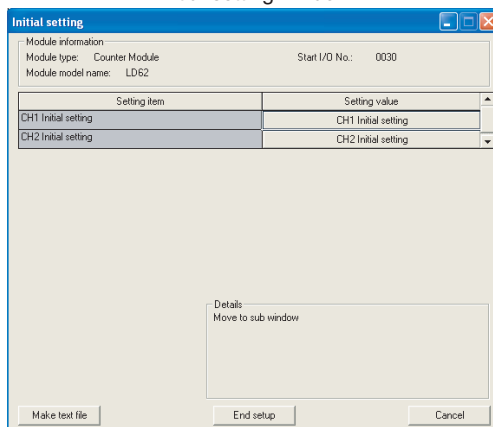 Initial setting
Module information
Module type: Counter Module Start I/O No.: 0030
Module model name: LD62
Setting item Setting value
CH1 Initial setting CH1 Initial setting
CH2 Initial setting CH2 Initial setting
Details
Move to sub window
Make text file End setup Cancel